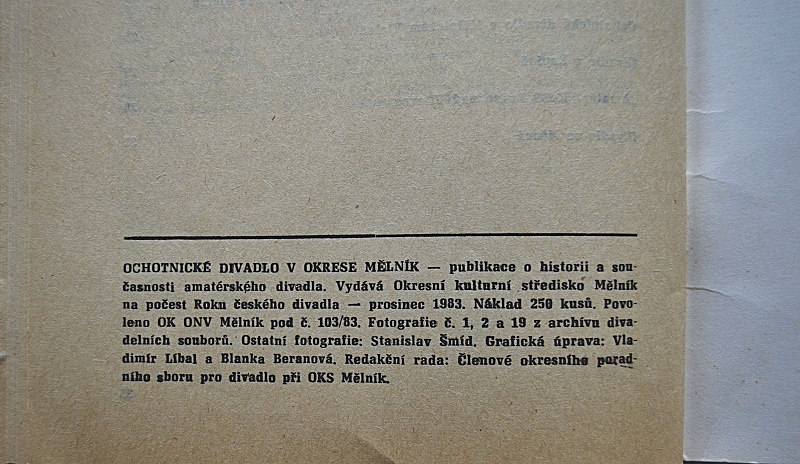 OCHOTNICKÉ DIVADLO V OKRESE MĚLNÍK — publikace o historii a sou-
časnosti amatérského divadla. Vydává Okresní kulturní středisko Mělník
na počest Roku českého divadla — prosinec 1983. Náklad 250 kusů. Povo-
leno OK ONV Mělník pod č. 103/83. Fotografie č. 1, 2 a 19 z archívu diva-
delních souborů. Ostatní fotografie: Stanislav Šmíd. Grafická úprava: Vla-
dimír Líbal a Blanka Beranová. Redakční rada: Členové okresního porad-
ního sboru pro divadlo při OKS Mělník.